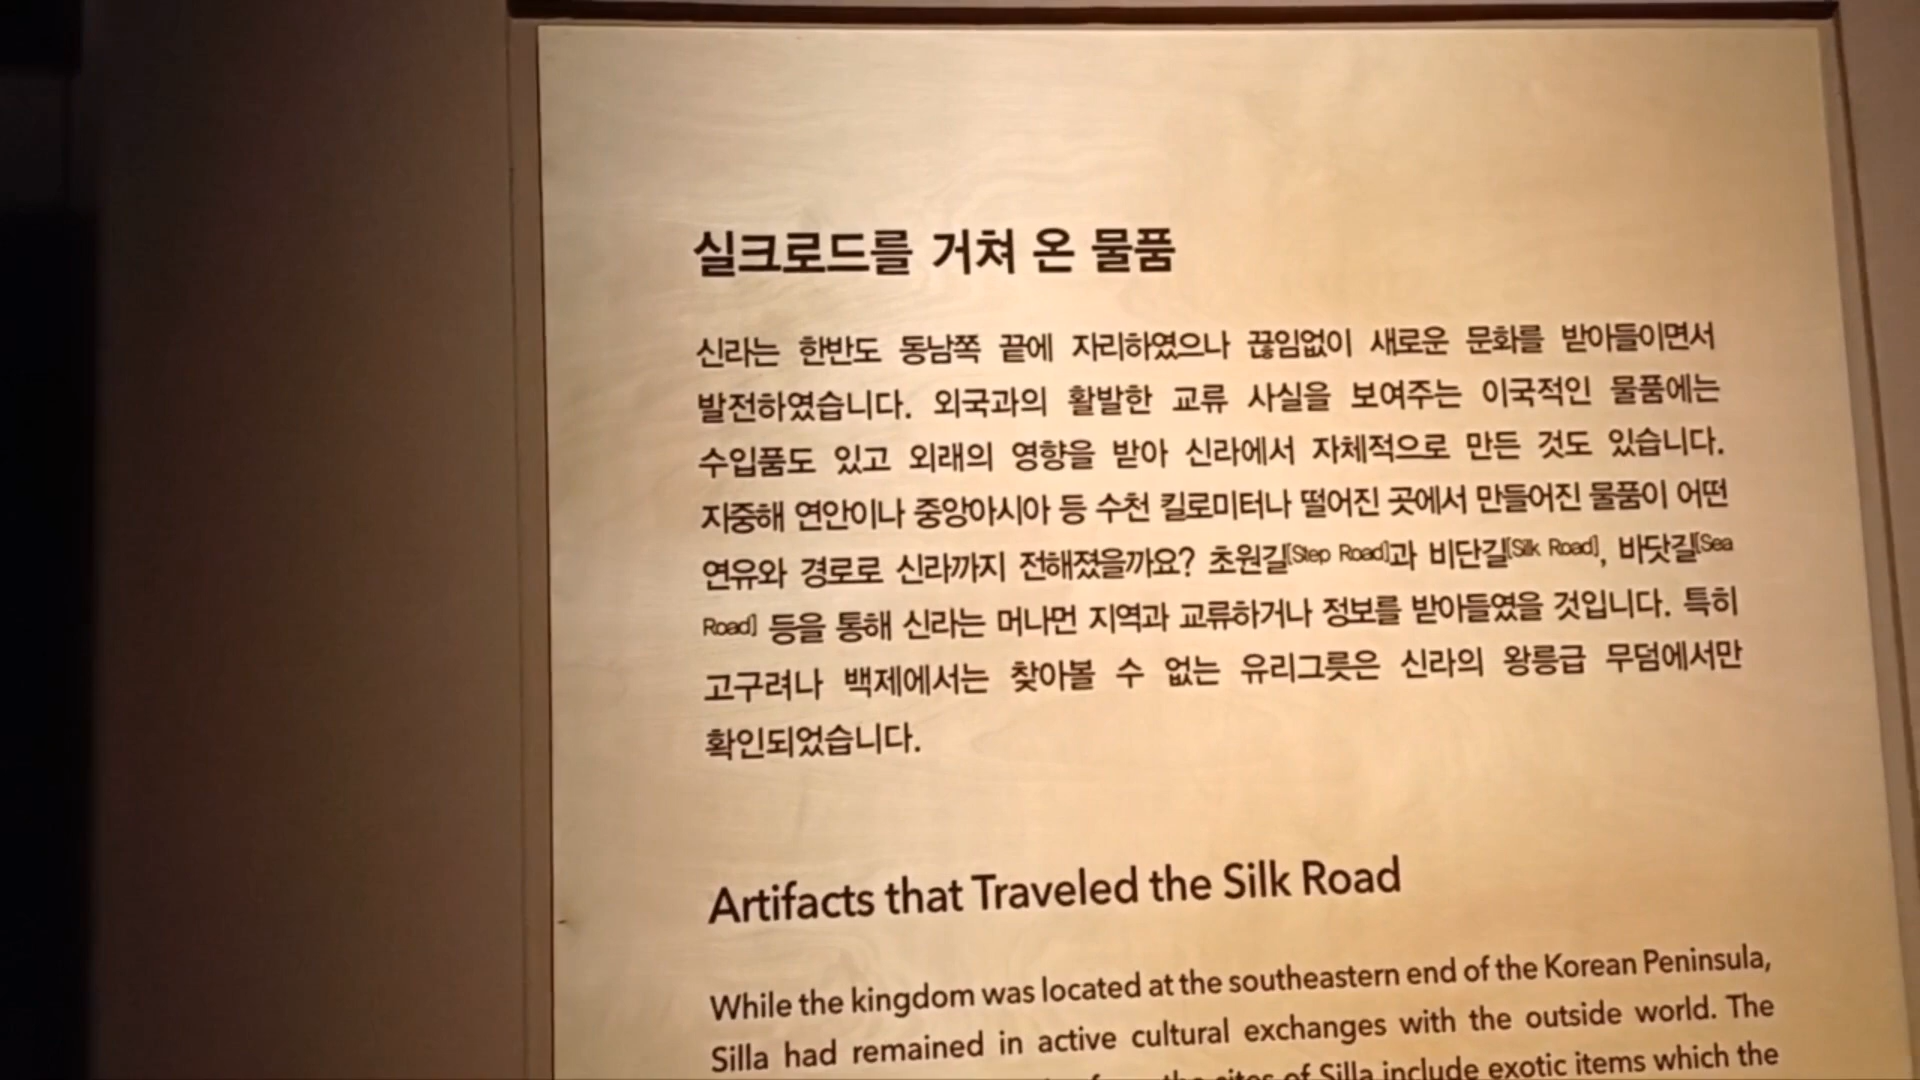 실크로드를 거쳐 온 물품
신라는 한반도 동남쪽 끝에 자리하였으나 끊임없이 새로운 문화를 받아들이면서
발전하였습니다. 외국과의 활발한 교류 사실을 보여주는 이국적인 물품에는
수입품도 있고 외래의 영향을 받아 신라에서 자체적으로 만든 것도 있습니다.
지중해 연안이나 중앙아시아 등 수천 킬로미터나 떨어진 곳에서 만들어진 물품이 어떤
연유와 경로로 신라까지 전해졌을까요? 초원길[Step Road]과 비단길[Silk Road], 바닷길[Sea
Road] 등을 통해 신라는 머나먼 지역과 교류하거나 정보를 받아들였을 것입니다. 특히
고구려나 백제에서는 찾아볼 수 없는 유리그릇은 신라의 왕릉급 무덤에서만
확인되었습니다.
Artifacts that Traveled the Silk Road
While the kingdom was located at the southeastern end of the Korean Peninsula,
Silla had remained in active cultural exchanges with the outside world. The
of Silla include exotic items which the